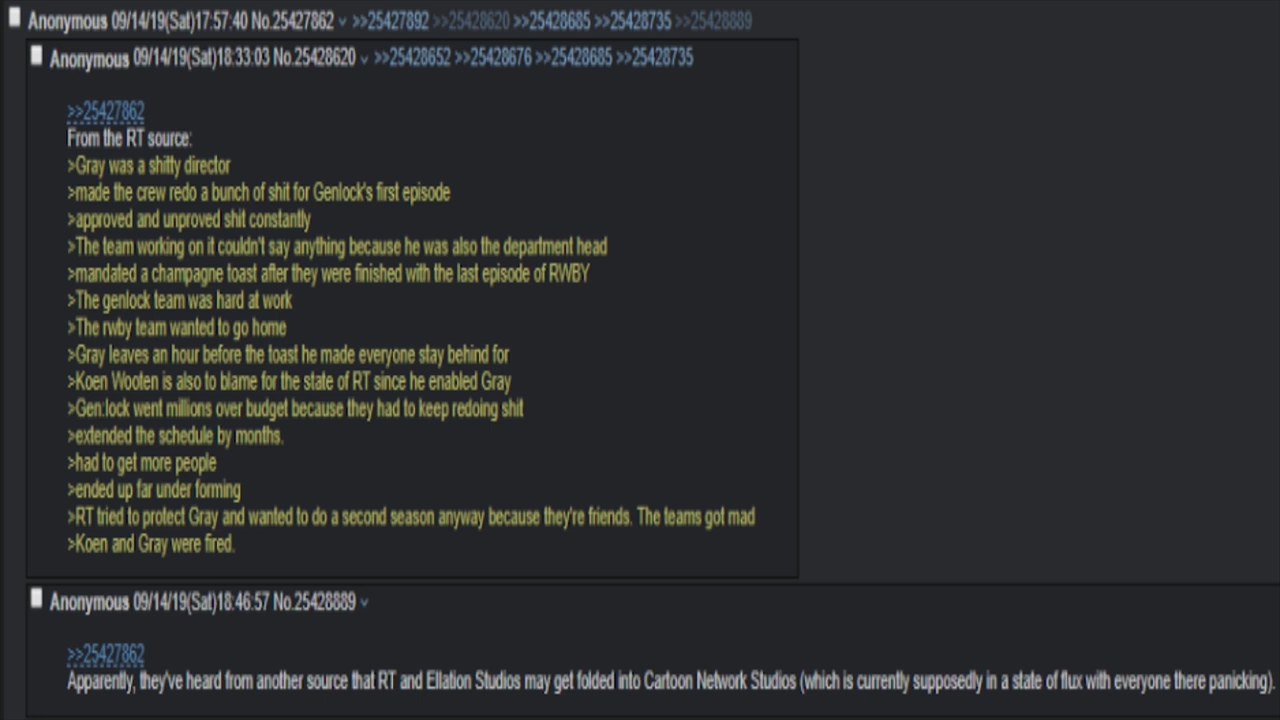 Anonymous 09/14/19(Sat)17:57:40 No.25427862 >>25427892 >>25428620 >>25428685 >>25428735 >>25428889
Anonymous 09/14/19(Sat)18:33:03 No.25428620 >>25428652 >>25428676 >>25428685 >>25428735
>>25427862
From the RT source:
>Gray was a shitty director
>made the crew redo a bunch of shit for Genlock's first episode
>approved and unproved shit constantly
>The team working on it couldn't say anything because he was also the department head
>mandated a champagne toast after they were finished with the last episode of RWBY
>The genlock team was hard at work
>The rwby team wanted to go home
>Gray leaves an hour before the toast he made everyone stay behind for
>Koen Wooten is also to blame for the state of RT since he enabled Gray
>Gen:lock went millions over budget because they had to keep redoing shit
>extended the schedule by months.
>had to get more people
>ended up far under forming
>RT tried to protect Gray and wanted to do a second season anyway because they're friends. The teams got mad
>Koen and Gray were fired.
Anonymous 09/14/19(Sat)18:46:57 No.25428889
>>25427862
Apparently, they've heard from another source that RT and Ellation Studios may get folded into Cartoon Network Studios (which is currently supposedly in a state of flux with everyone there panicking).